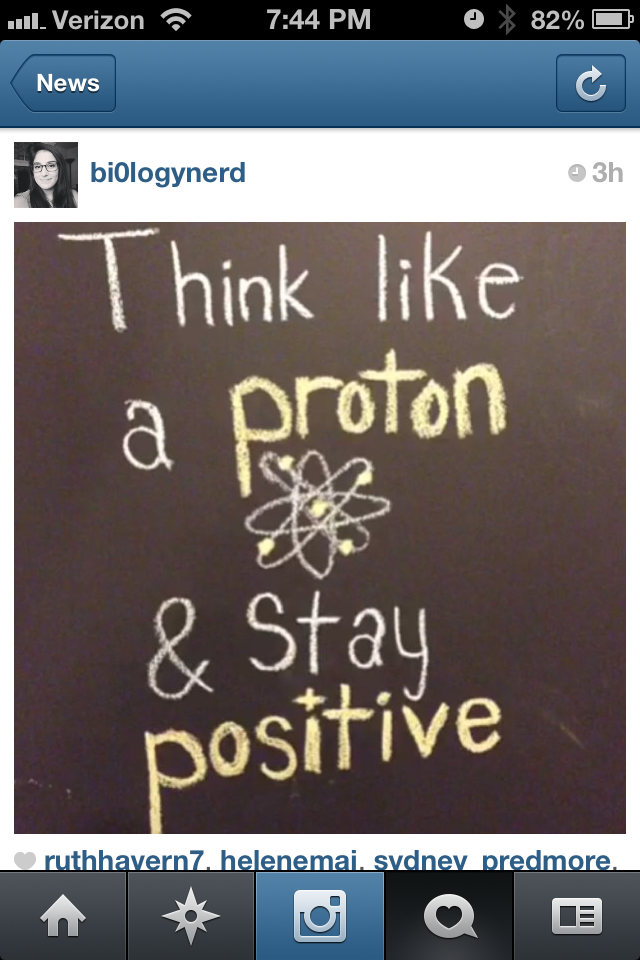 Verizon 7:44 PM 82%
News
bi0logynerd 3h
Think like
a proton
& Stay
positive
ruthhavern7, helenemai, sydney_predmore,